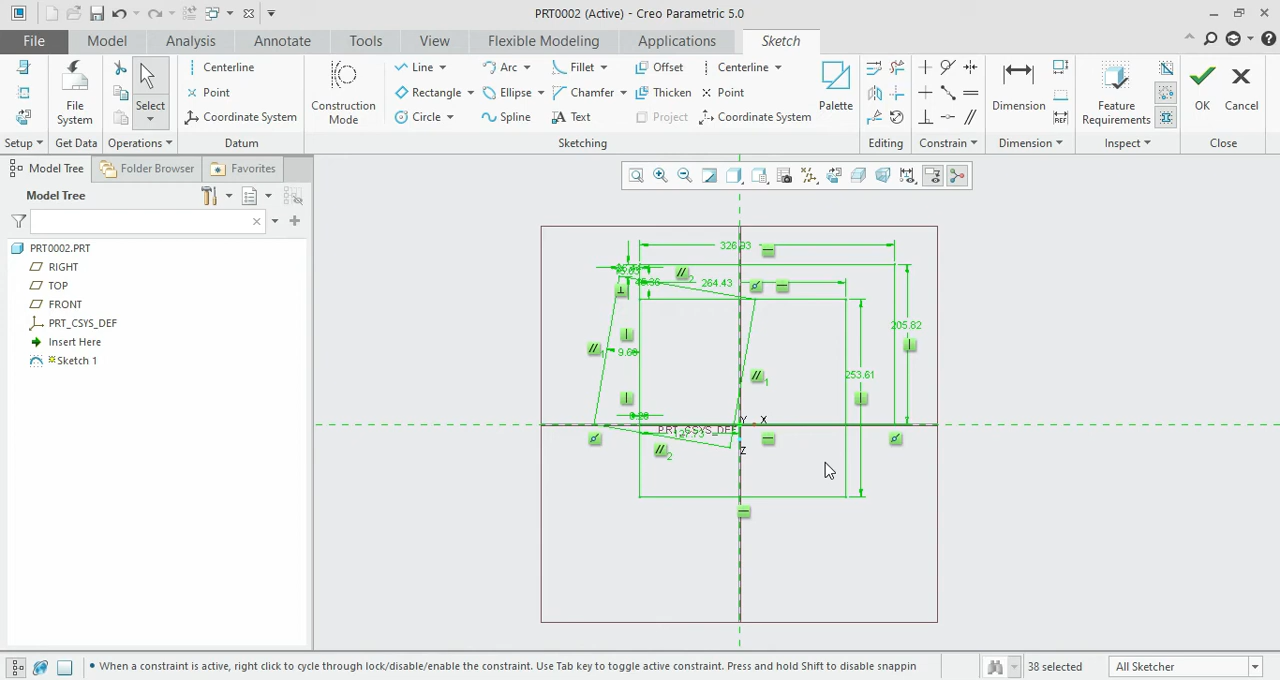 PRT0002 (Active) - Creo Parametric 5.0
File Model Analysis Annotate Tools View Flexible Modeling Applications Sketch
Centerline Line Arc Fillet Offset Centerline
Point Rectangle Ellipse Chamfer Thicken Point
File System Select Coordinate System Construction Mode Circle Spline Text Project Coordinate System Palette Dimension REF Feature Requirements OK Cancel
Setup Get Data Operations Datum Sketching Editing Constrain Dimension Inspect Close
Model Tree Folder Browser Favorites
Model Tree
PRT0002.PRT
RIGHT
TOP
FRONT
PRT_CSYS_DEF
Insert Here
Sketch 1
326.93
264.43
205.82
253.61
Y X
PRT_CSYS_DEF
Z
When a constraint is active, right click to cycle through lock/disable/enable the constraint. Use Tab key to toggle active constraint. Press and hold Shift to disable snappin
38 selected All Sketcher